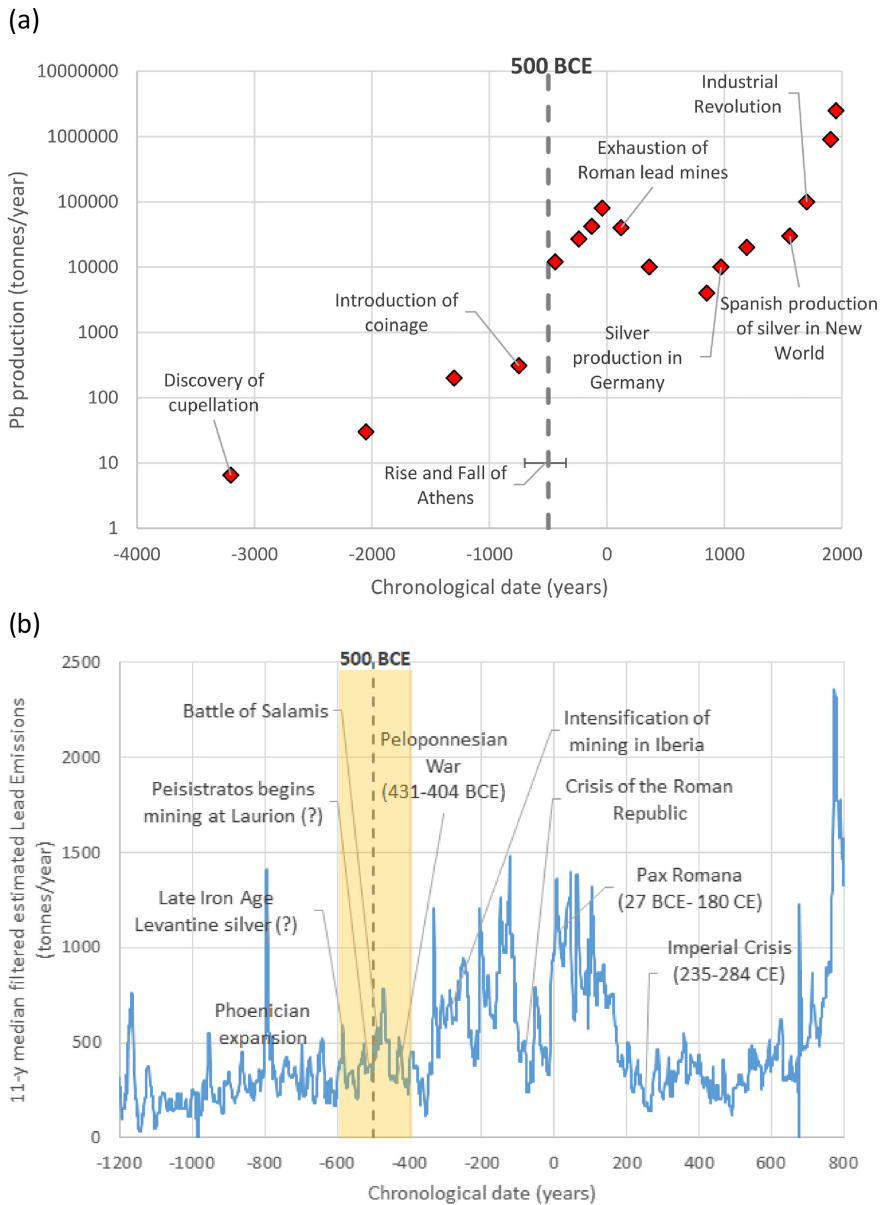 (a)
500 BCE
10000000
1000000
100000
10000
1000
100
10
1
Pb production (tonnes/year)
Industrial
Revolution
Exhaustion of
Roman lead mines
Introduction of
coinage
Discovery of
cupellation
Spanish production
of silver in New
World
Silver
production in
Germany
Rise and Fall of
Athens
-4000
-3000
-2000
-1000
0
1000
2000
Chronological date (years)
(b)
500 BCE
2500
2000
1500
1000
500
0
11-y median filtered estimated Lead Emissions
(tonnes/year)
Battle of Salamis
Peloponnesian
War
(431-404 BCE)
Intensification of
mining in Iberia
Peisistratos begins
mining at Laurion (?)
Crisis of the Roman
Republic
Late Iron Age
Levantine silver (?)
Pax Romana
(27 BCE- 180 CE)
Imperial Crisis
(235-284 CE)
Phoenician
expansion
-1200
-1000
-800
-600
-400
-200
0
200
400
600
800
Chronological date (years)